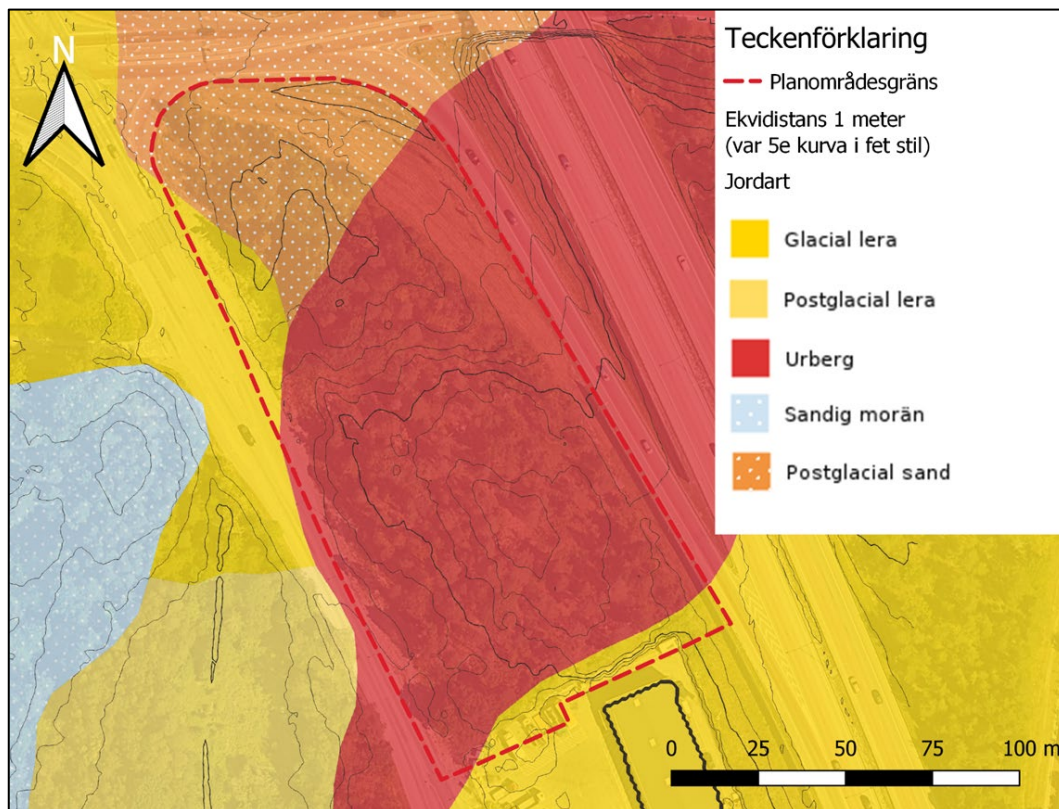 N
Teckenförklaring
Planområdesgräns
Ekvidistans 1 meter
(var 5e kurva i fet stil)
Jordart
Glacial lera
Postglacial lera
Urberg
Sandig morän
Postglacial sand
0 25 50 75 100 m